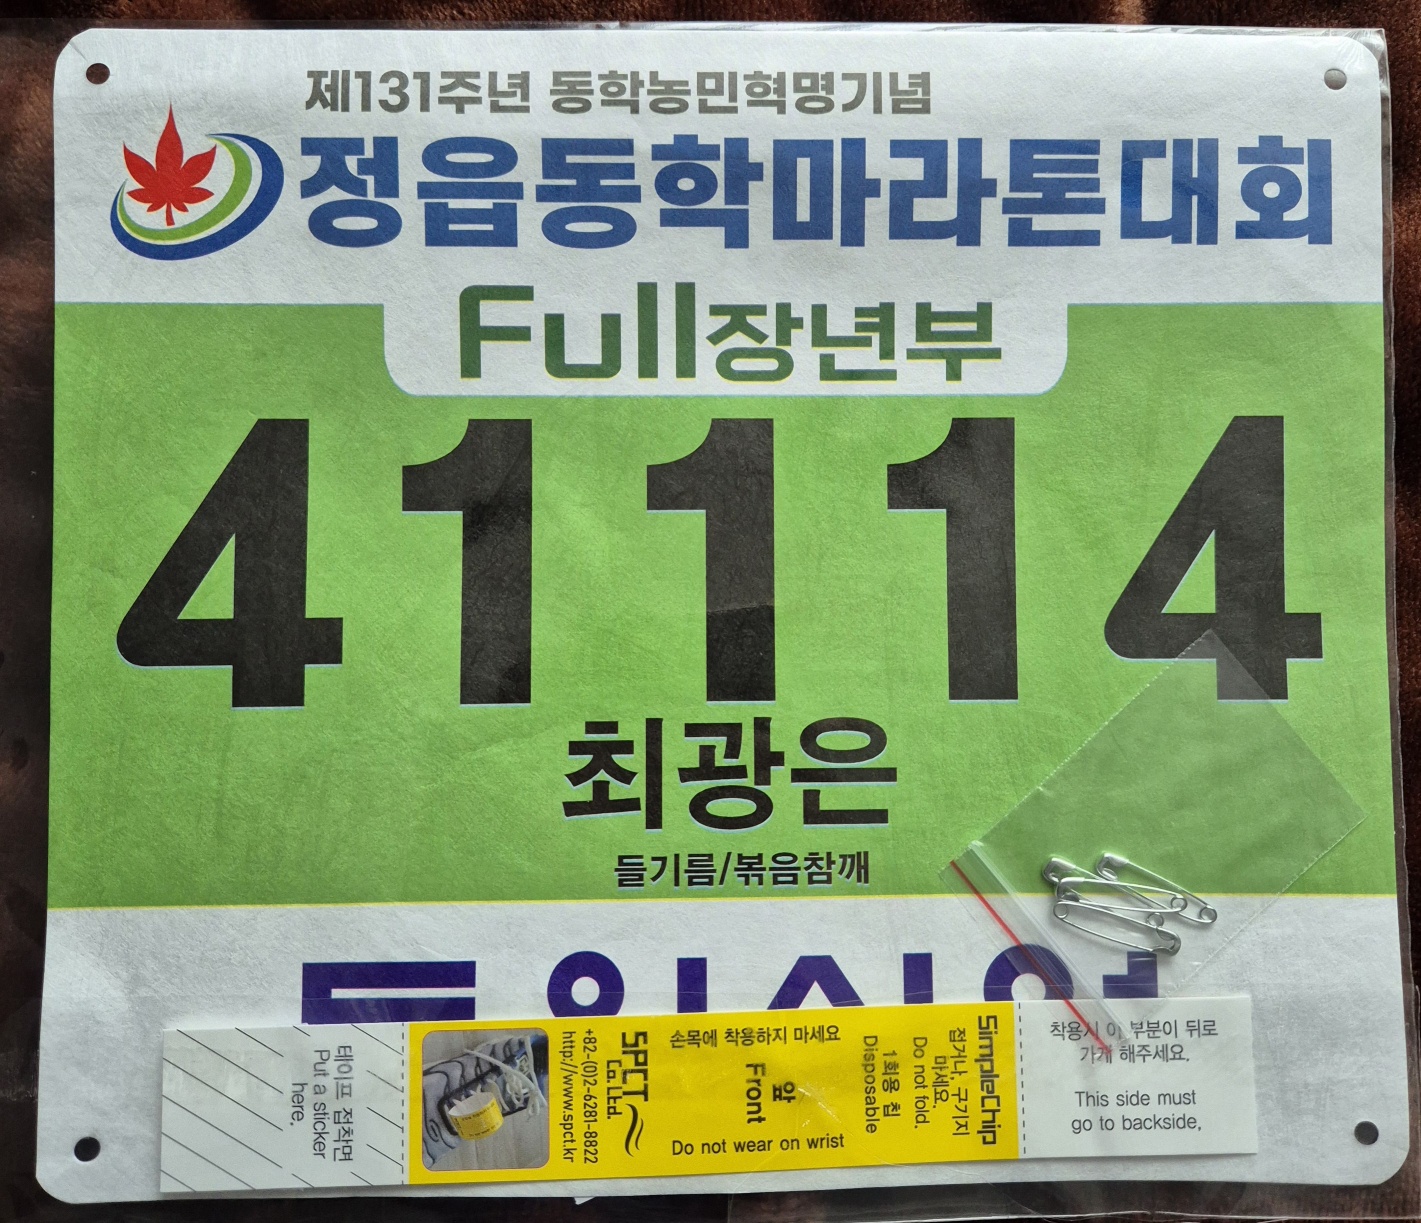 제131주년 동학농민혁명기념
정읍동학마라톤대회
Full장년부
41114
최광은
들기름/볶음참깨
테이프 접착면
Put a sticker
here.
+82-(0)2-6281-8822
http://www.spct.kr
SPCT
Co.Ltd.
손목에 착용하지 마세요
앞
Front
Do not wear on wrist
SimpleChip
접거나, 구기지
마세요.
Do not fold.
1회용 칩
Disposable
착용시 이 부분이 뒤로
가게 해주세요.
This side must
go to backside.